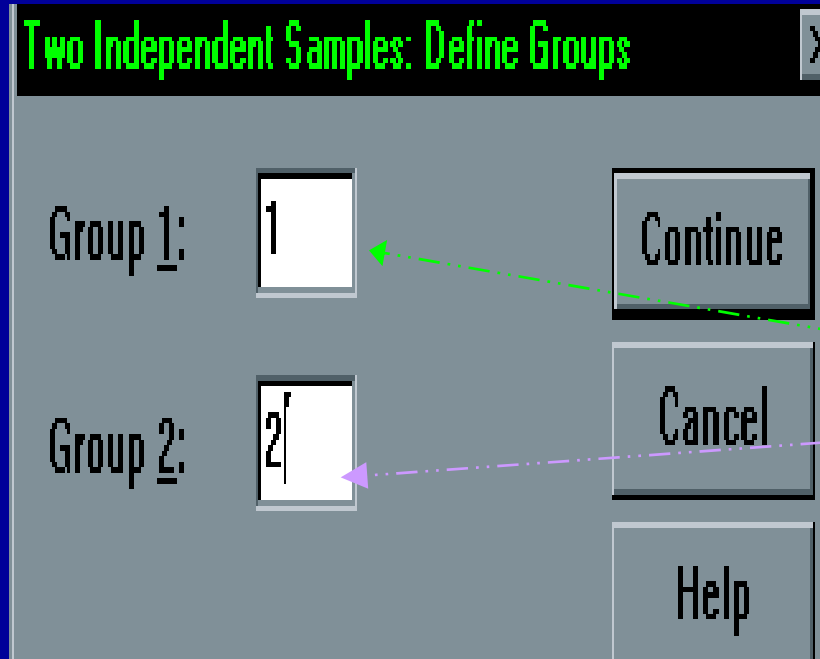 Two Independent Samples: Define Groups
Group 1:
1
Continue
Group 2:
2
Cancel
Help